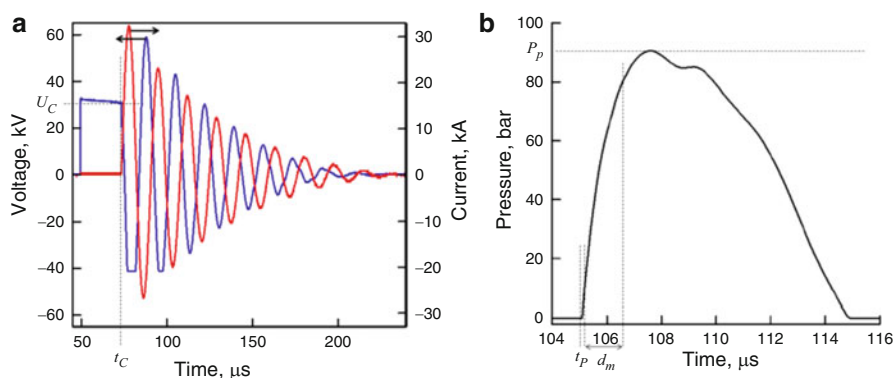 a
Voltage, kV
60
40
20
0
−20
−40
−60
U_C
30
20
10
0
−10
−20
−30
Current, kA
50
100
150
200
t_C
Time, μs
b
Pressure, bar
100
80
60
40
20
0
P_p
104
106
108
110
112
114
116
t_P
d_m
Time, μs